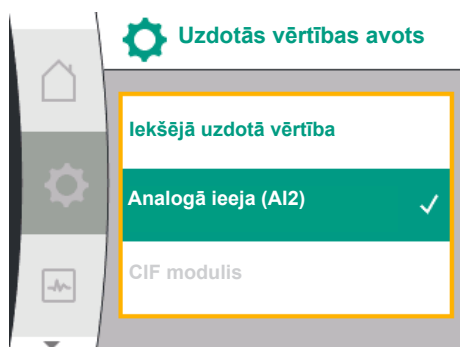 Uzdotās vērtības avots
Iekšējā uzdotā vērtība
Analogā ieeja (AI2)
CIF modulis